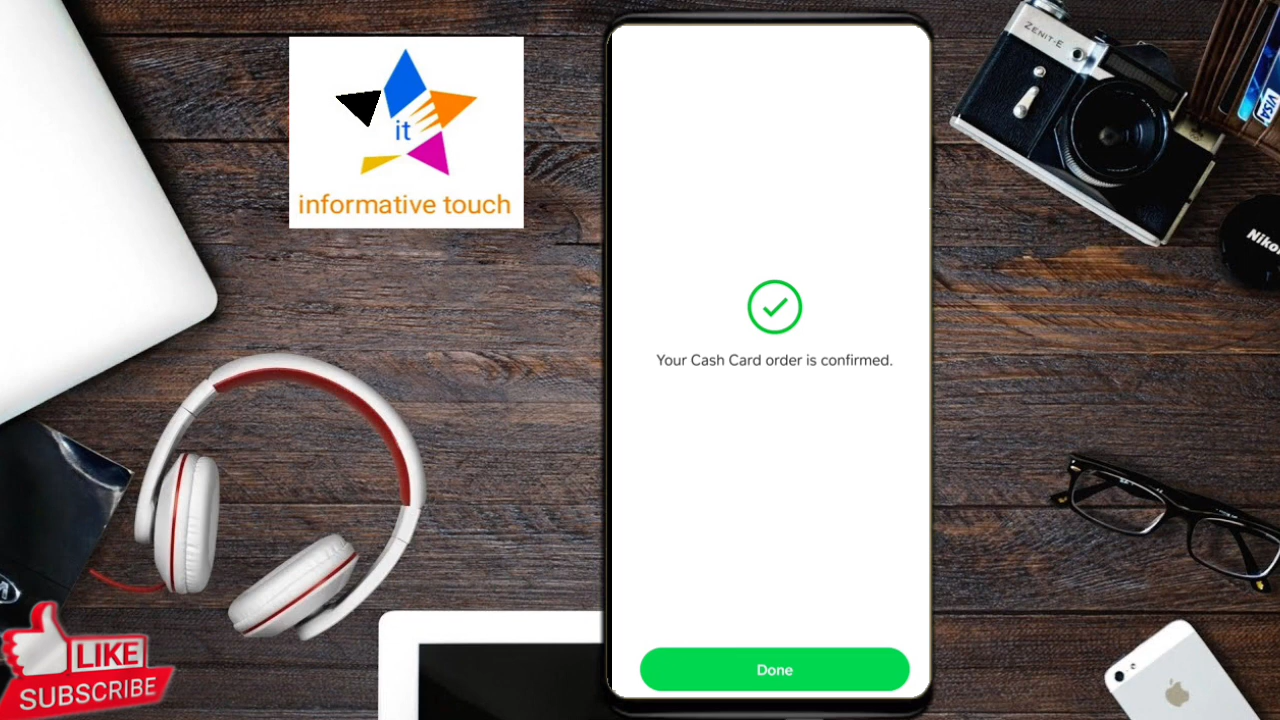 it
informative touch
Your Cash Card order is confirmed.
Done
ZENIT-E
VISA
Nikon
LIKE
SUBSCRIBE